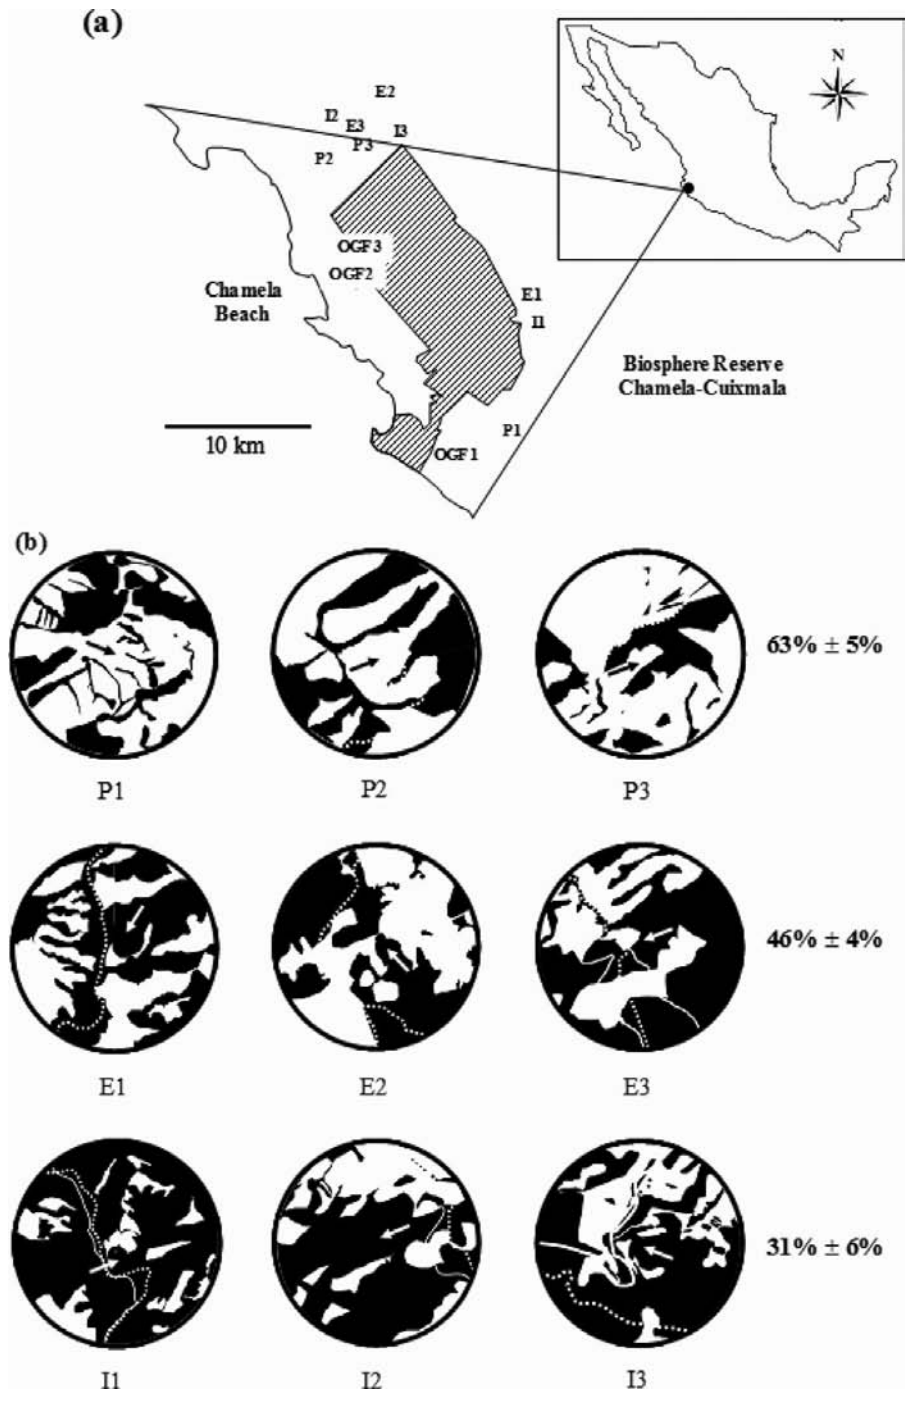 (a)
N
E2
I2
E3
I3
P3
P2
OGF3
OGF2
Chamela
Beach
E1
I1
Biosphere Reserve
Chamela-Cuixmala
10 km
P1
OGF1
(b)
63% ± 5%
P1 P2 P3
46% ± 4%
E1 E2 E3
31% ± 6%
I1 I2 I3